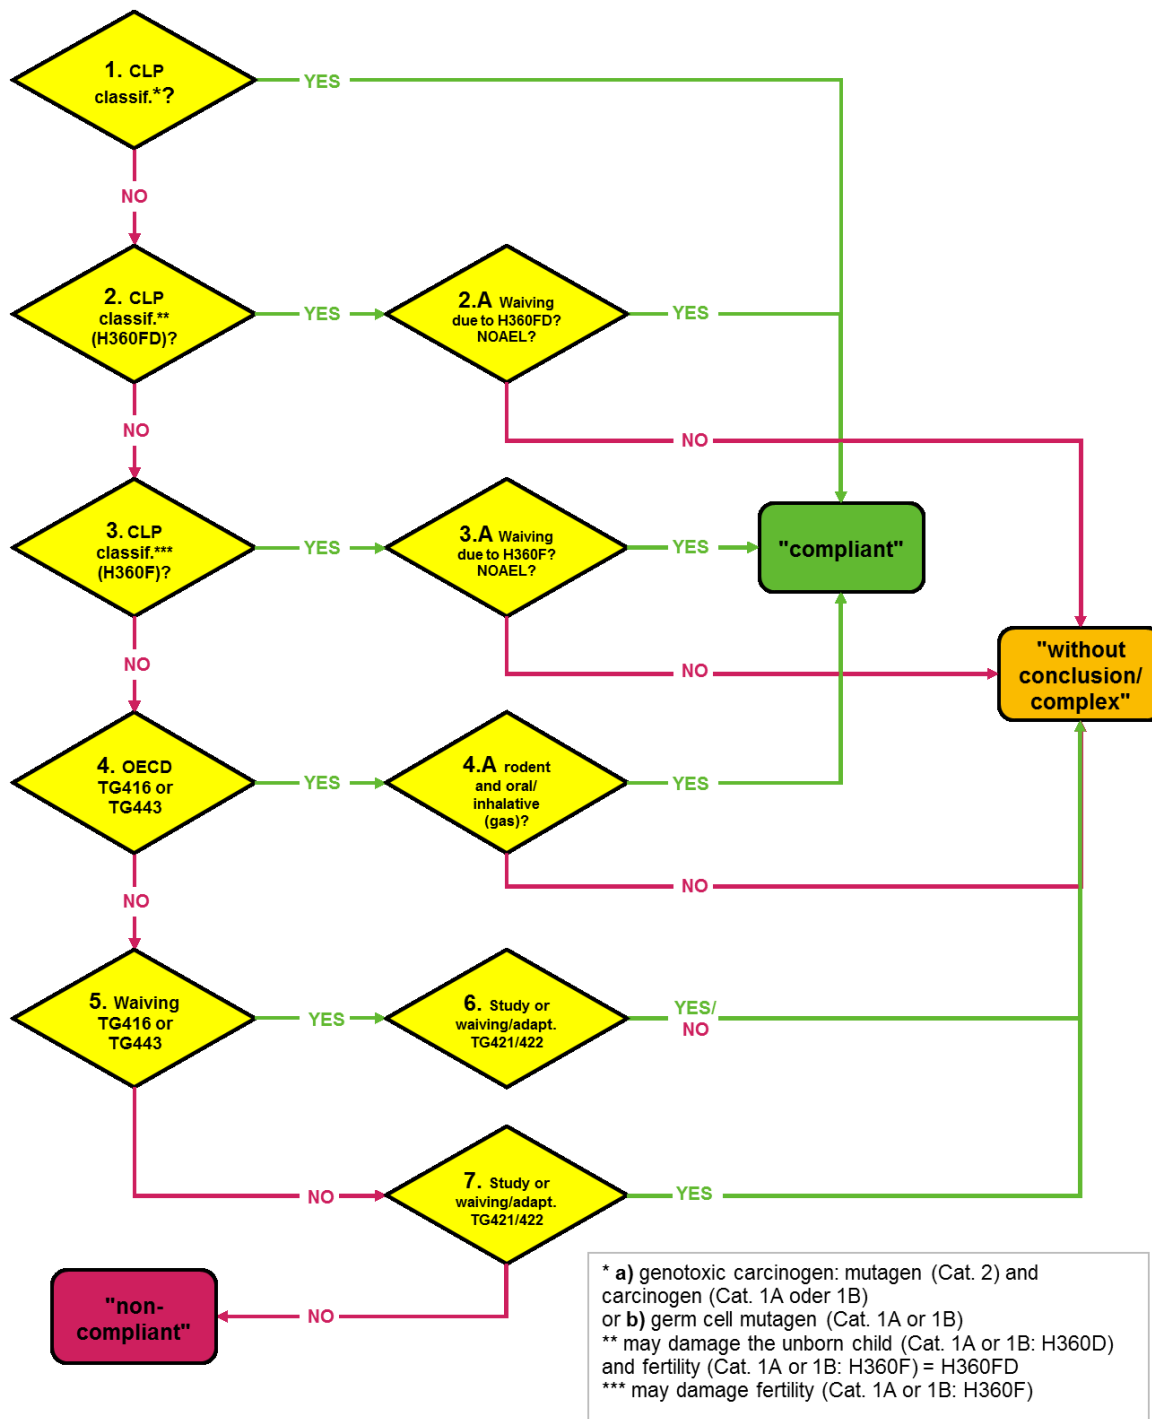 1. CLP
classif.*?
YES
NO
2. CLP
classif.**
(H360FD)?
YES
2.A Waiving
due to H360FD?
NOAEL?
YES
NO
NO
3. CLP
classif.***
(H360F)?
YES
3.A Waiving
due to H360F?
NOAEL?
YES
"compliant"
NO
NO
"without
conclusion/
complex"
4. OECD
TG416 or
TG443
YES
4.A rodent
and oral/
inhalative
(gas)?
YES
NO
NO
5. Waiving
TG416 or
TG443
YES
6. Study or
waiving/adapt.
TG421/422
YES/
NO
NO
7. Study or
waiving/adapt.
TG421/422
YES
NO
"non-
compliant"
* a) genotoxic carcinogen: mutagen (Cat. 2) and
carcinogen (Cat. 1A oder 1B)
or b) germ cell mutagen (Cat. 1A or 1B)
** may damage the unborn child (Cat. 1A or 1B: H360D)
and fertility (Cat. 1A or 1B: H360F) = H360FD
*** may damage fertility (Cat. 1A or 1B: H360F)